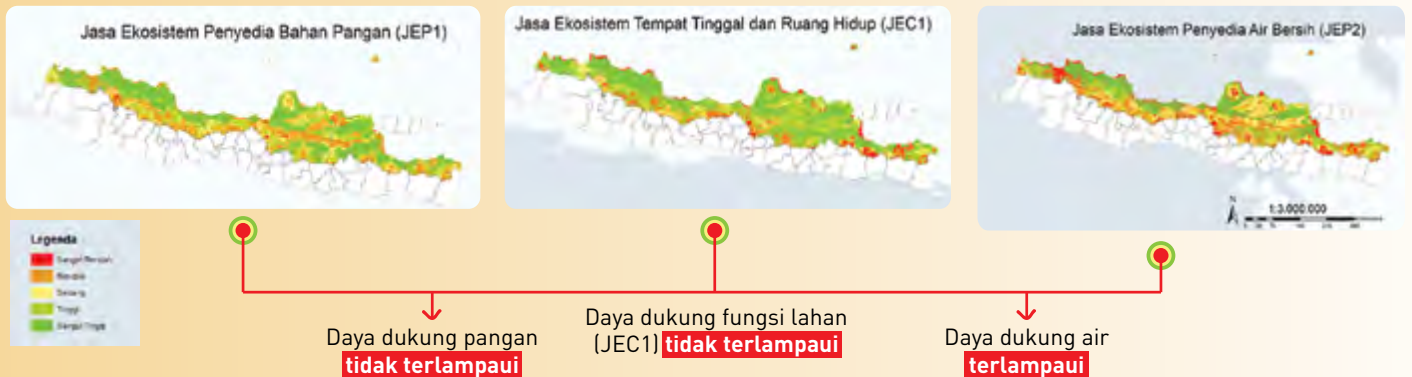 Jasa Ekosistem Penyedia Bahan Pangan (JEP1)
Jasa Ekosistem Tempat Tinggal dan Ruang Hidup (JEC1)
Jasa Ekosistem Penyedia Air Bersih (JEP2)
N
1:3.000.000
Legenda
Sangat Rendah
Rendah
Sedang
Tinggi
Sangat Tinggi
Daya dukung pangan
tidak terlampaui
Daya dukung fungsi lahan
(JEC1) tidak terlampaui
Daya dukung air
terlampaui